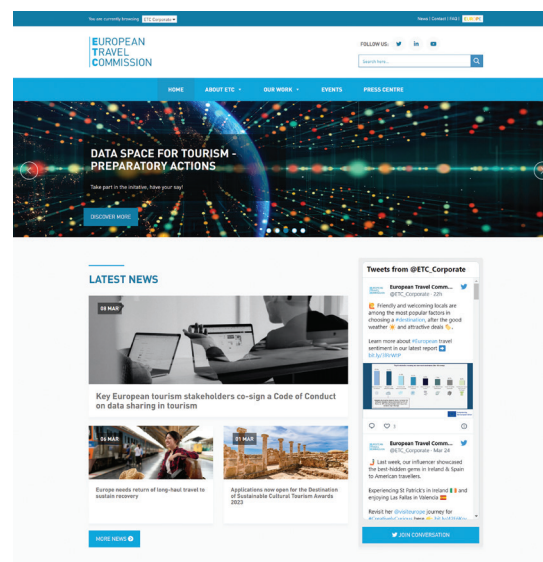 You are currently browsing ETC Corporate
News | Contact | FAQ |
EUROPEAN
TRAVEL
COMMISSION
FOLLOW US:
Search here...
HOME ABOUT ETC OUR WORK EVENTS PRESS CENTRE
DATA SPACE FOR TOURISM -
PREPARATORY ACTIONS
Take part in the initative, have your say!
DISCOVER MORE
LATEST NEWS
08 MAR
Key European tourism stakeholders co-sign a Code of Conduct
on data sharing in tourism
06 MAR
Europe needs return of long-haul travel to
sustain recovery
01 MAR
Applications now open for the Destination
of Sustainable Cultural Tourism Awards
2023
MORE NEWS
Tweets from @ETC_Corporate
European Travel Comm...
@ETC_Corporate · 22h
Friendly and welcoming locals are
among the most popular factors in
choosing a #destination, after the good
weather and attractive deals
Learn more about #European travel
sentiment in our latest report
European Travel Comm...
@ETC_Corporate · Mar 24
Last week, our influencer showcased
the best-hidden gems in Ireland & Spain
to American travellers.
Experiencing St Patrick's in Ireland and
enjoying Las Fallas in Valencia
Revisit her @visiteurope journey for
JOIN CONVERSATION